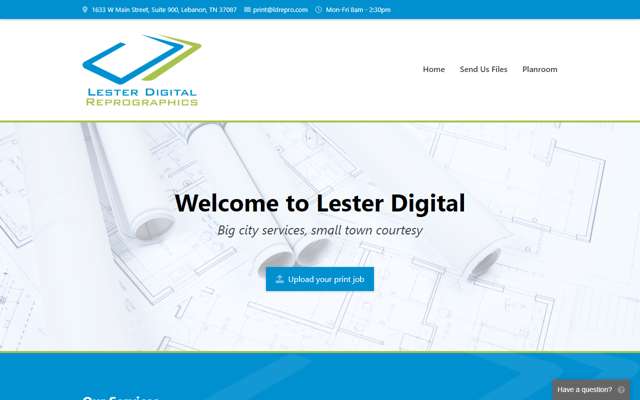 1633 W Main Street, Suite 900, Lebanon, TN 37087 print@ldrepro.com Mon-Fri 8am - 2:30pm
LESTER DIGITAL
REPROGRAPHICS
Home Send Us Files Planroom
Welcome to Lester Digital
Big city services, small town courtesy
Upload your print job
Our Services
Have a question?